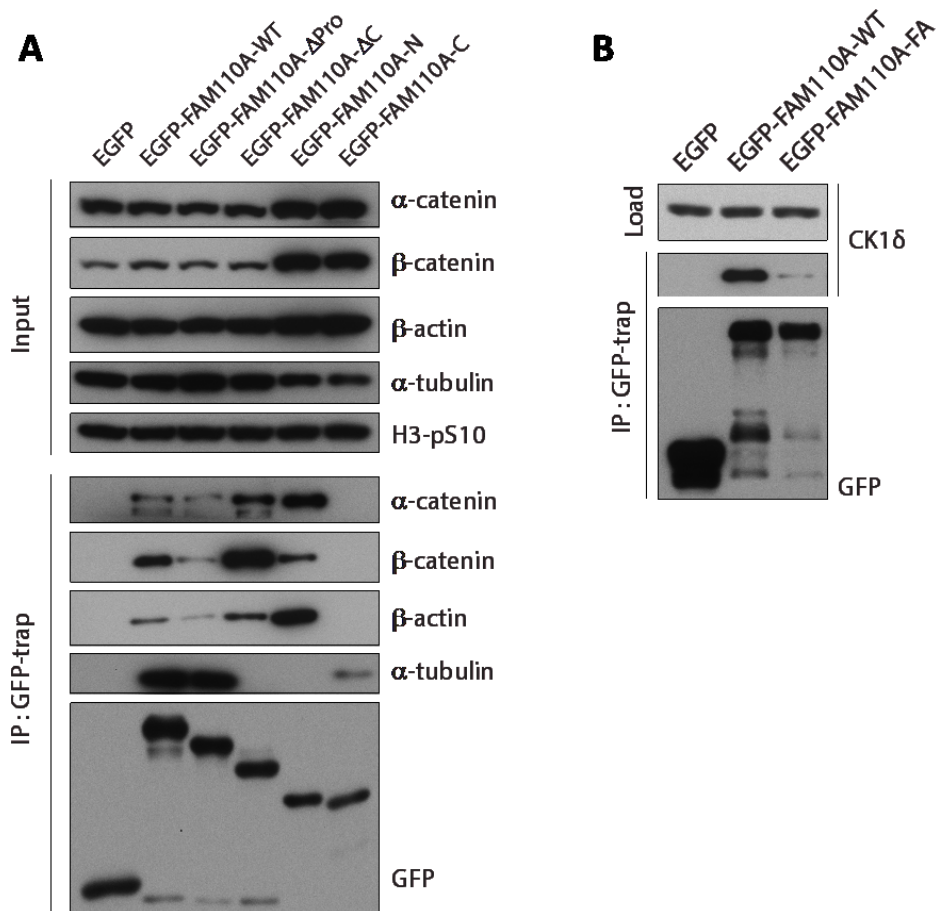 A
EGFP
EGFP-FAM110A-WT
EGFP-FAM110A-ΔPro
EGFP-FAM110A-ΔC
EGFP-FAM110A-N
EGFP-FAM110A-C
Input
α-catenin
β-catenin
β-actin
α-tubulin
H3-pS10
IP : GFP-trap
α-catenin
β-catenin
β-actin
α-tubulin
GFP
B
EGFP
EGFP-FAM110A-WT
EGFP-FAM110A-FA
Load
CK1δ
IP : GFP-trap
GFP